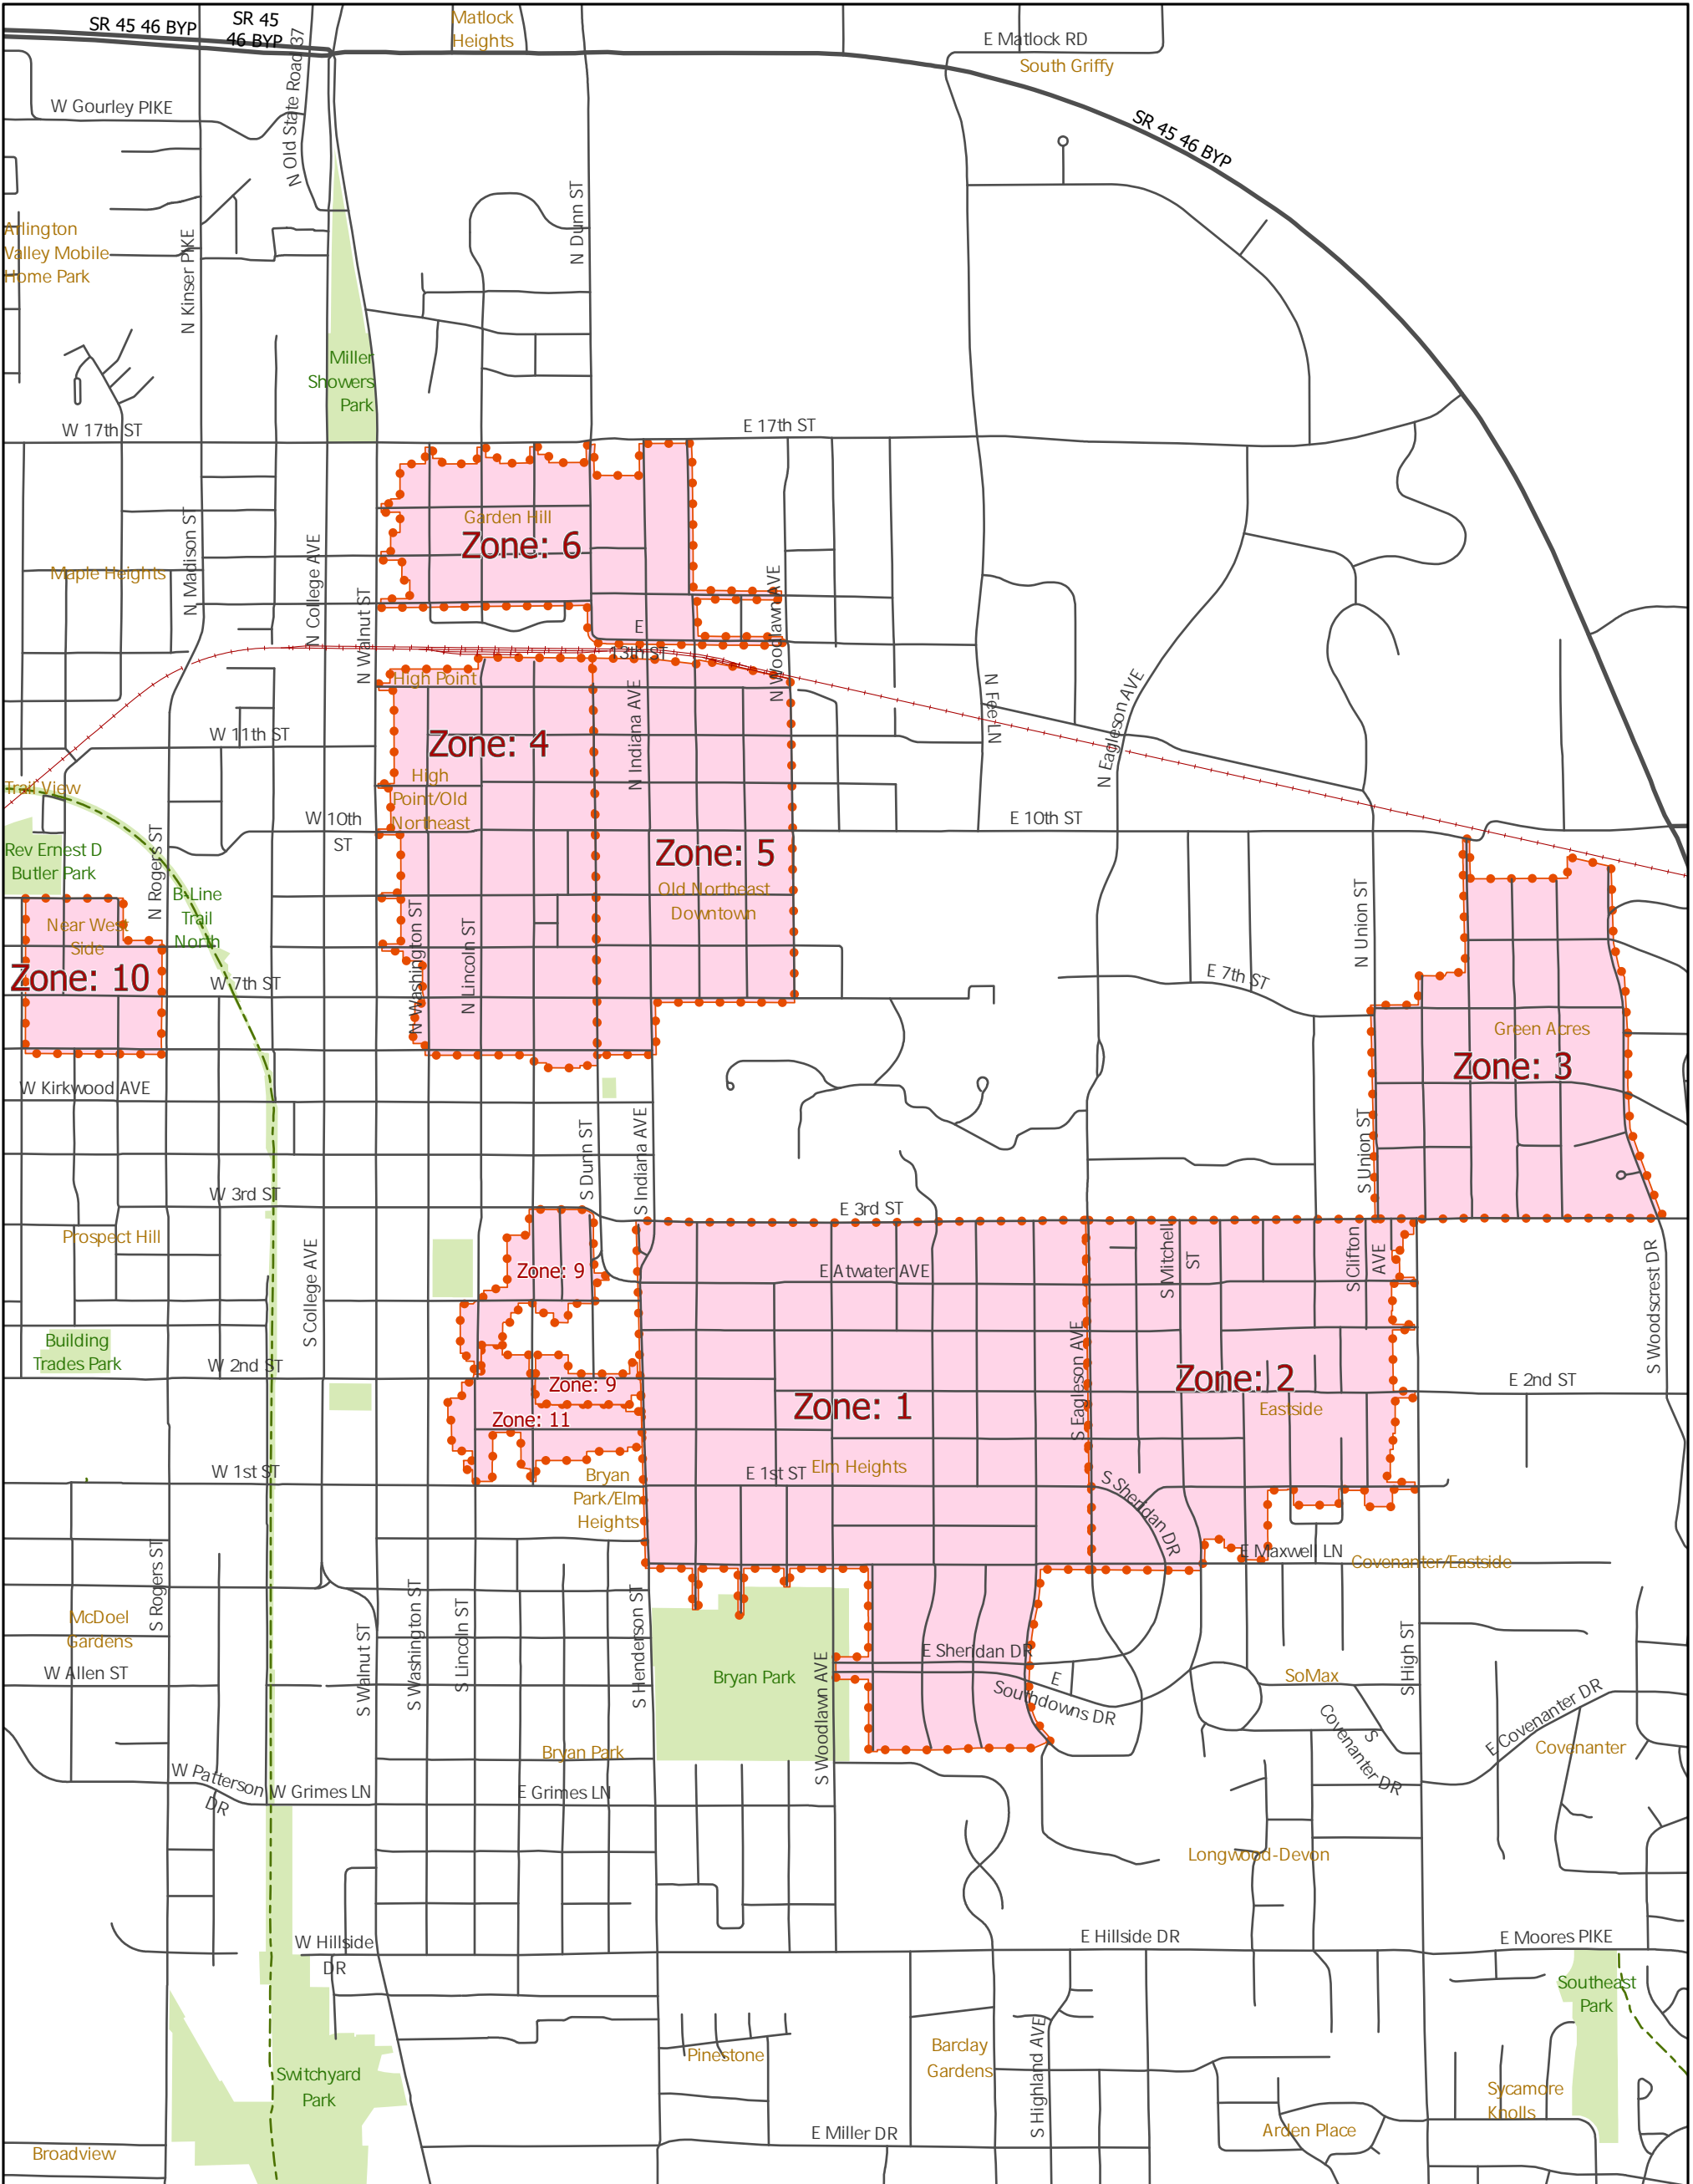 SR 45 46 BYP
SR 45
46 BYP
Matlock
Heights
E Matlock RD
South Griffy
W Gourley PIKE
N Old State Road 37
SR 45 46 BYP
Arlington
Valley Mobile
Home Park
N Kinser PIKE
N Dunn ST
Miller
Showers
Park
W 17th ST
E 17th ST
Garden Hill
Zone: 6
Maple Heights
N Madison ST
N College AVE
N Walnut ST
N Woodlawn AVE
E
13th ST
High Point
N Indiana AVE
N Fee LN
N Eagleson AVE
W 11th ST
Zone: 4
High
Point/Old
Northeast
Trail View
W 10th
ST
E 10th ST
Rev Ernest D
Butler Park
N Rogers ST
Zone: 5
Old Northeast
Downtown
B-Line
Trail
North
Near West
Side
Zone: 10
N Washington ST
N Lincoln ST
N Union ST
W 7th ST
E 7th ST
Green Acres
Zone: 3
W Kirkwood AVE
S Dunn ST
S Indiana AVE
S Union ST
W 3rd ST
E 3rd ST
Prospect Hill
Zone: 9
E Atwater AVE
S Mitchell
ST
S Clifton
AVE
S College AVE
S Woodscrest DR
Building
Trades Park
W 2nd ST
Zone: 9
Zone: 11
Zone: 1
S Eagleson AVE
Zone: 2
Eastside
E 2nd ST
W 1st ST
Bryan
Park/Elm
Heights
E 1st ST
Elm Heights
S Sheridan DR
E Maxwell LN
Covenanter/Eastside
S Rogers ST
McDoel
Gardens
W Allen ST
S Walnut ST
S Washington ST
S Lincoln ST
S Henderson ST
Bryan Park
S Woodlawn AVE
E Sheridan DR
E
Southdowns DR
SoMax
S High ST
S
Covenanter DR
E Covenanter DR
Covenanter
Bryan Park
W Patterson
DR
W Grimes LN
E Grimes LN
Longwood-Devon
W Hillside
DR
E Hillside DR
E Moores PIKE
Southeast
Park
Switchyard
Park
Pinestone
Barclay
Gardens
S Highland AVE
Sycamore
Knolls
Arden Place
E Miller DR
Broadview